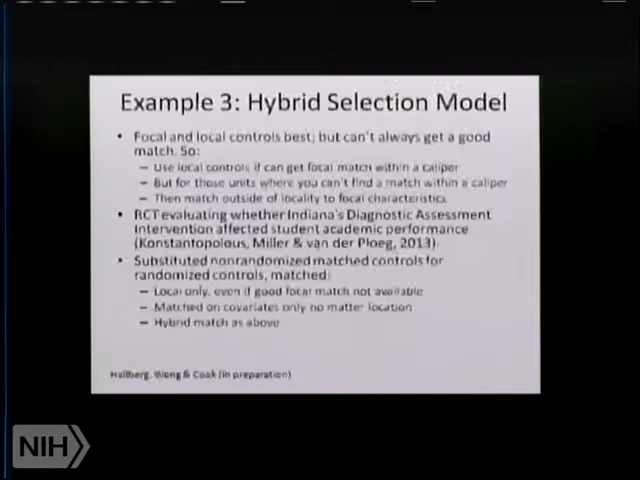 Example 3: Hybrid Selection Model
• Focal and local controls best; but can't always get a good
match. So:
– Use local controls if can get focal match within a caliper
– But for those units where you can't find a match within a caliper
– Then match outside of locality to focal characteristics
• RCT evaluating whether Indiana's Diagnostic Assessment
Intervention affected student academic performance
(Konstantopolous, Miller & van der Ploeg, 2013).
• Substituted nonrandomized matched controls for
randomized controls, matched:
– Local only, even if good focal match not available
– Matched on covariates only no matter location
– Hybrid match as above
Hallberg, Wong & Cook (in preparation)
NIH